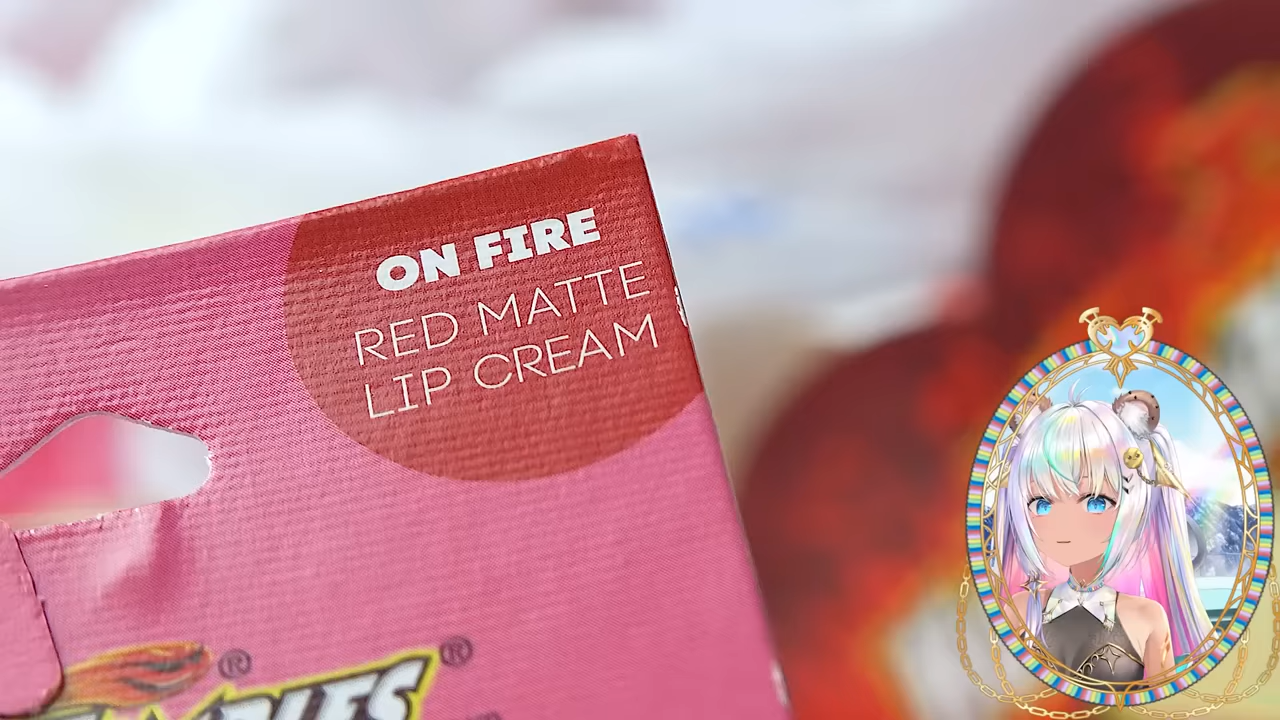 ON FIRE
RED MATTE
LIP CREAM
®
®